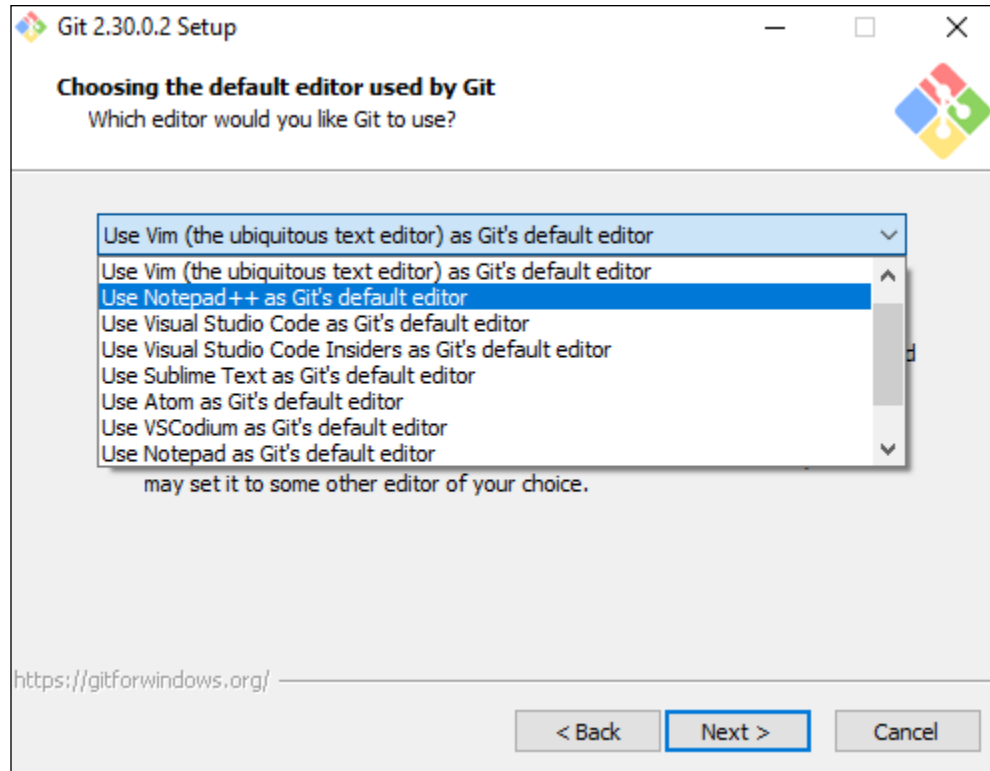 Git 2.30.0.2 Setup
Choosing the default editor used by Git
Which editor would you like Git to use?
Use Vim (the ubiquitous text editor) as Git's default editor
Use Vim (the ubiquitous text editor) as Git's default editor
Use Notepad++ as Git's default editor
Use Visual Studio Code as Git's default editor
Use Visual Studio Code Insiders as Git's default editor
Use Sublime Text as Git's default editor
Use Atom as Git's default editor
Use VSCodium as Git's default editor
Use Notepad as Git's default editor
may set it to some other editor of your choice.
https://gitforwindows.org/
< Back Next > Cancel